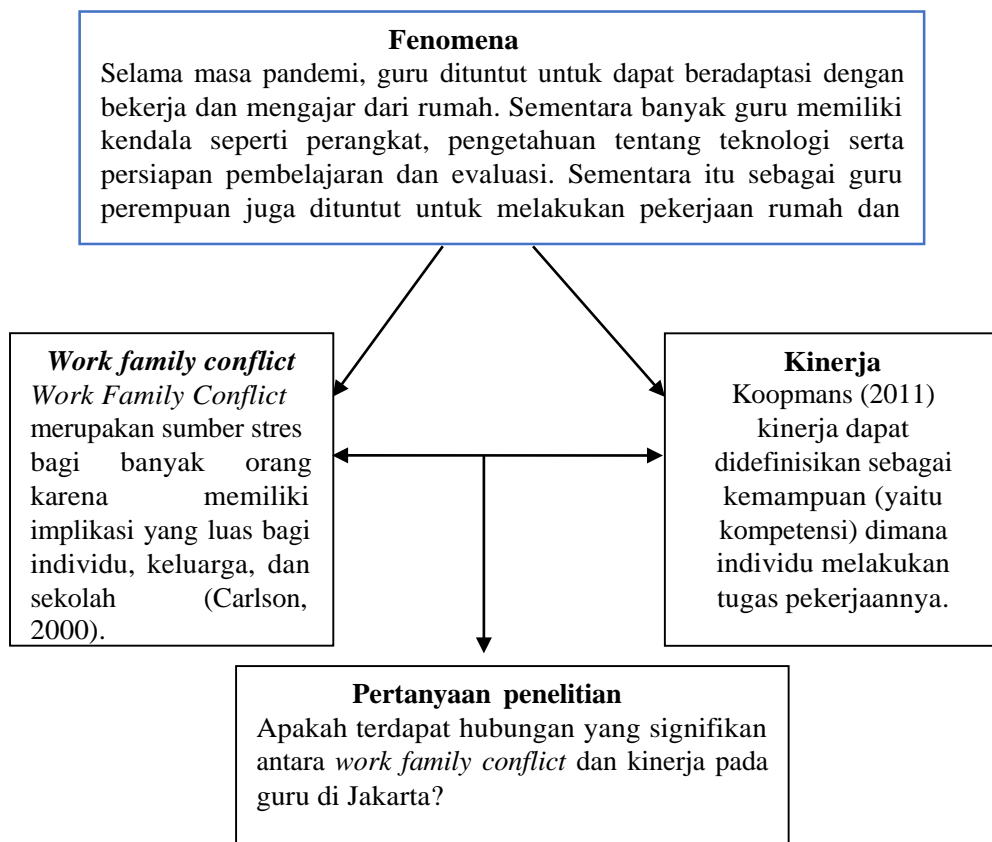 Fenomena
Selama masa pandemi, guru dituntut untuk dapat beradaptasi dengan
bekerja dan mengajar dari rumah. Sementara banyak guru memiliki
kendala seperti perangkat, pengetahuan tentang teknologi serta
persiapan pembelajaran dan evaluasi. Sementara itu sebagai guru
perempuan juga dituntut untuk melakukan pekerjaan rumah dan
Work family conflict
Work Family Conflict
merupakan sumber stres
bagi banyak orang
karena memiliki
implikasi yang luas bagi
individu, keluarga, dan
sekolah (Carlson,
2000).
Kinerja
Koopmans (2011)
kinerja dapat
didefinisikan sebagai
kemampuan (yaitu
kompetensi) dimana
individu melakukan
tugas pekerjaannya.
Pertanyaan penelitian
Apakah terdapat hubungan yang signifikan
antara work family conflict dan kinerja pada
guru di Jakarta?